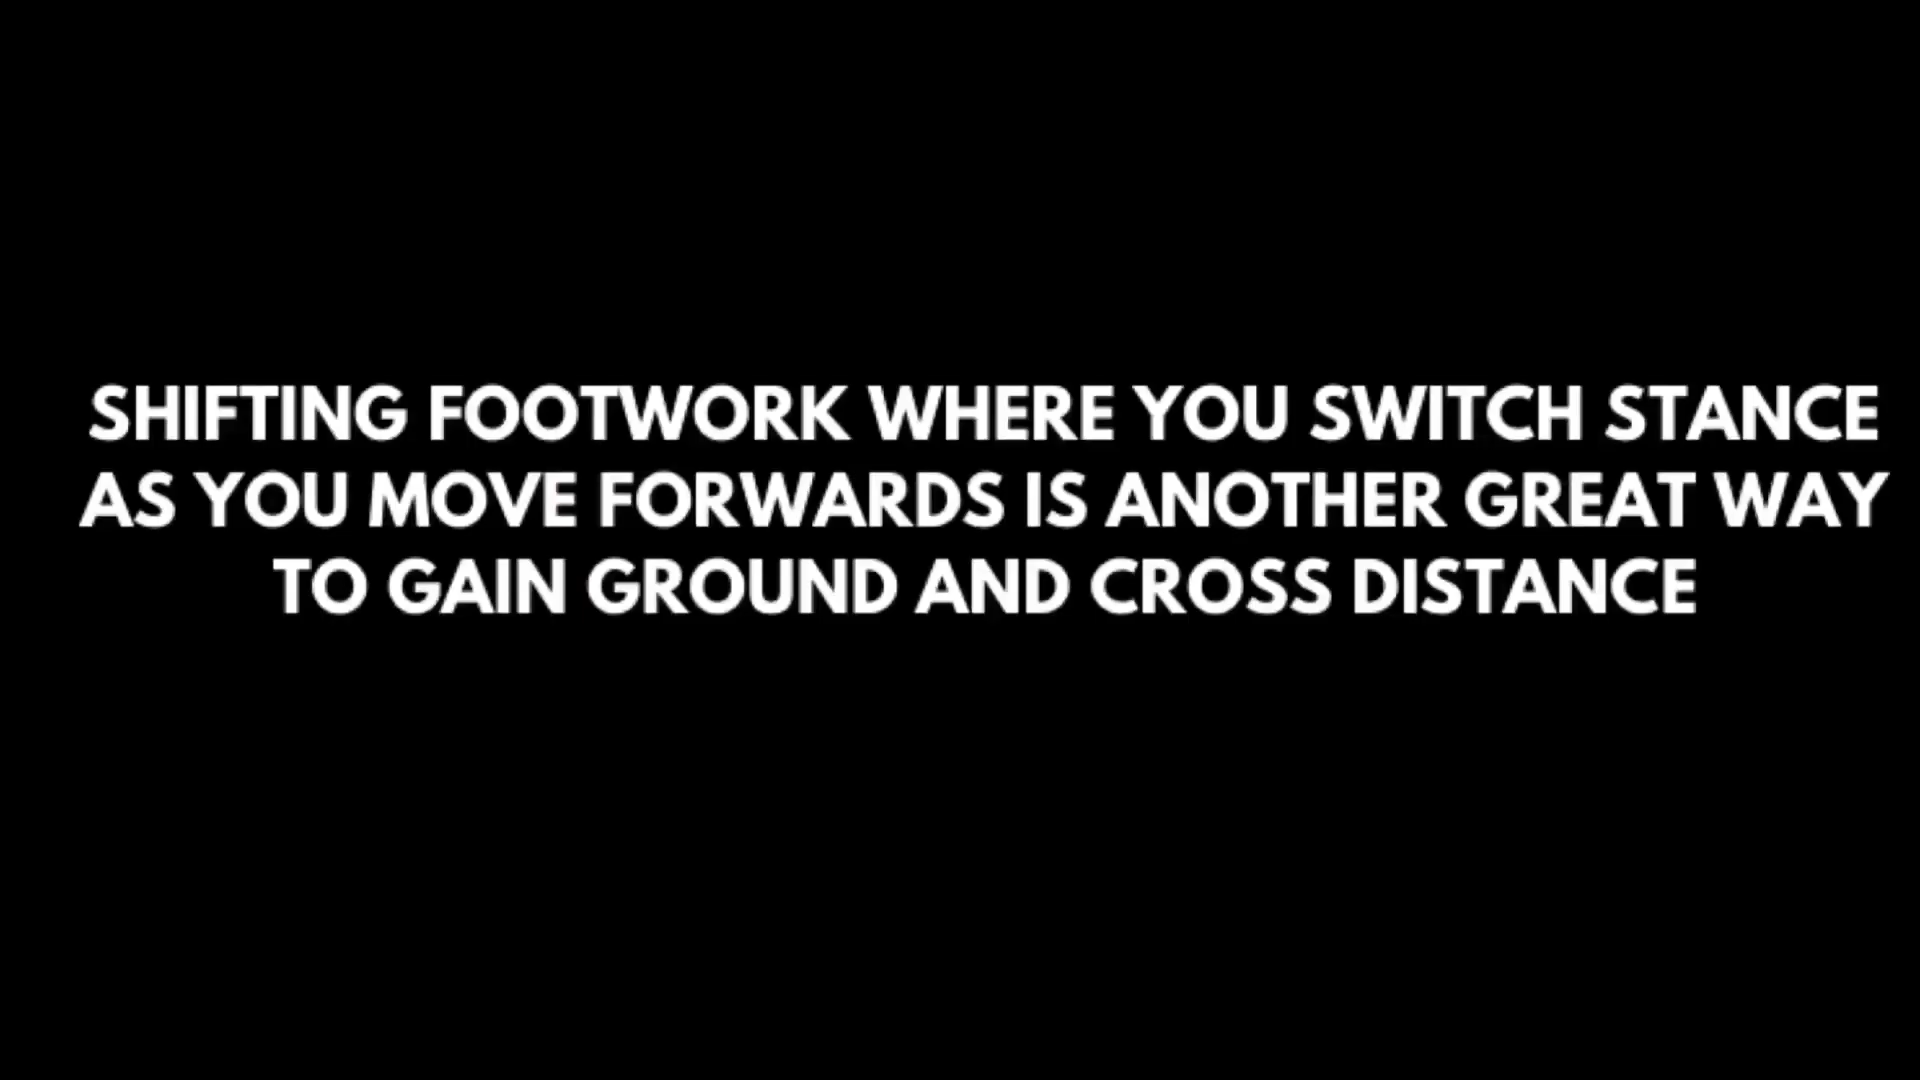 SHIFTING FOOTWORK WHERE YOU SWITCH STANCE
AS YOU MOVE FORWARDS IS ANOTHER GREAT WAY
TO GAIN GROUND AND CROSS DISTANCE